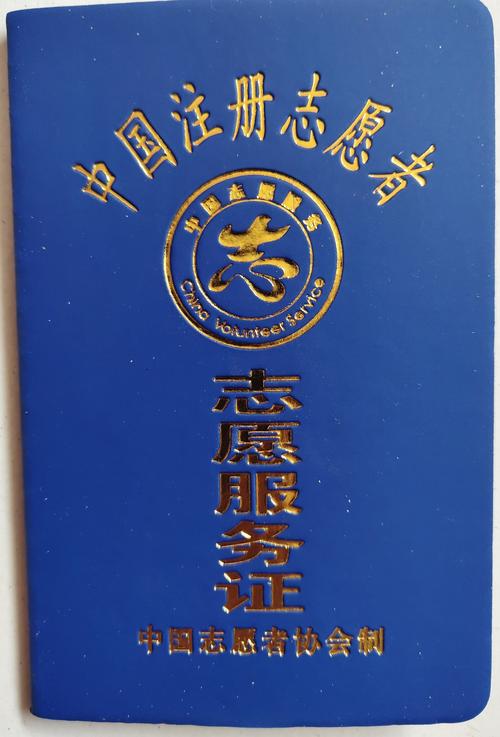 中国注册志愿者
中国志愿服务
志
China Volunteer Service
志愿服务证
中国志愿者协会制